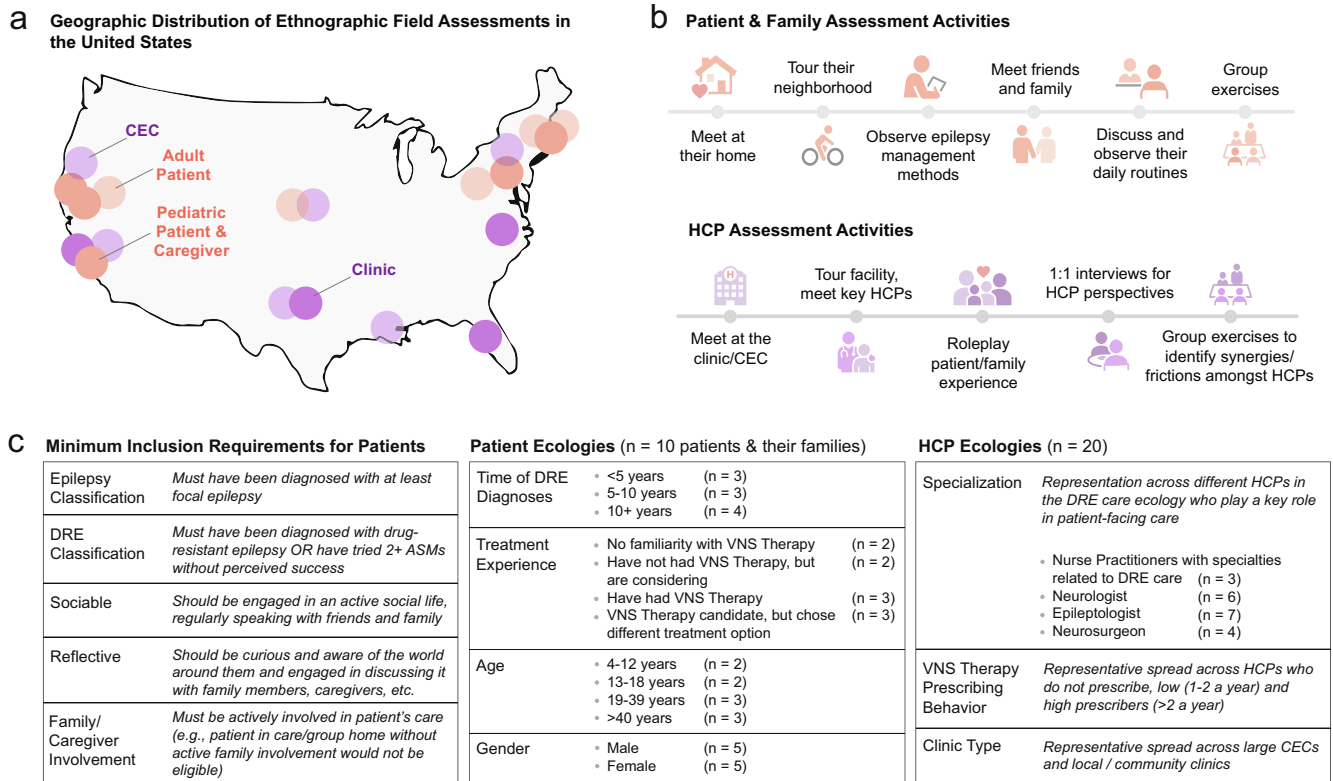 a
Geographic Distribution of Ethnographic Field Assessments in
the United States
CEC
Adult
Patient
Pediatric
Patient &
Caregiver
Clinic
b
Patient & Family Assessment Activities
Tour their
neighborhood
Meet friends
and family
Group
exercises
Meet at
their home
Observe epilepsy
management
methods
Discuss and
observe their
daily routines
HCP Assessment Activities
H
Tour facility,
meet key HCPs
1:1 interviews for
HCP perspectives
Meet at the
clinic/CEC
Roleplay
patient/family
experience
Group exercises to
identify synergies/
frictions amongst HCPs
c
Minimum Inclusion Requirements for Patients
Epilepsy
Classification
Must have been diagnosed with at least
focal epilepsy
DRE
Classification
Must have been diagnosed with drug-
resistant epilepsy OR have tried 2+ ASMs
without perceived success
Sociable
Should be engaged in an active social life,
regularly speaking with friends and family
Reflective
Should be curious and aware of the world
around them and engaged in discussing it
with family members, caregivers, etc.
Family/
Caregiver
Involvement
Must be actively involved in patient's care
(e.g., patient in care/group home without
active family involvement would not be
eligible)
Patient Ecologies (n = 10 patients & their families)
Time of DRE
Diagnoses
• <5 years (n = 3)
• 5-10 years (n = 3)
• 10+ years (n = 4)
Treatment
Experience
• No familiarity with VNS Therapy (n = 2)
• Have not had VNS Therapy, but (n = 2)
are considering
• Have had VNS Therapy (n = 3)
• VNS Therapy candidate, but chose (n = 3)
different treatment option
Age
• 4-12 years (n = 2)
• 13-18 years (n = 2)
• 19-39 years (n = 3)
• >40 years (n = 3)
Gender
• Male (n = 5)
• Female (n = 5)
HCP Ecologies (n = 20)
Specialization
Representation across different HCPs in
the DRE care ecology who play a key role
in patient-facing care
• Nurse Practitioners with specialties
related to DRE care (n = 3)
• Neurologist (n = 6)
• Epileptologist (n = 7)
• Neurosurgeon (n = 4)
VNS Therapy
Prescribing
Behavior
Representative spread across HCPs who
do not prescribe, low (1-2 a year) and
high prescribers (>2 a year)
Clinic Type
Representative spread across large CECs
and local / community clinics